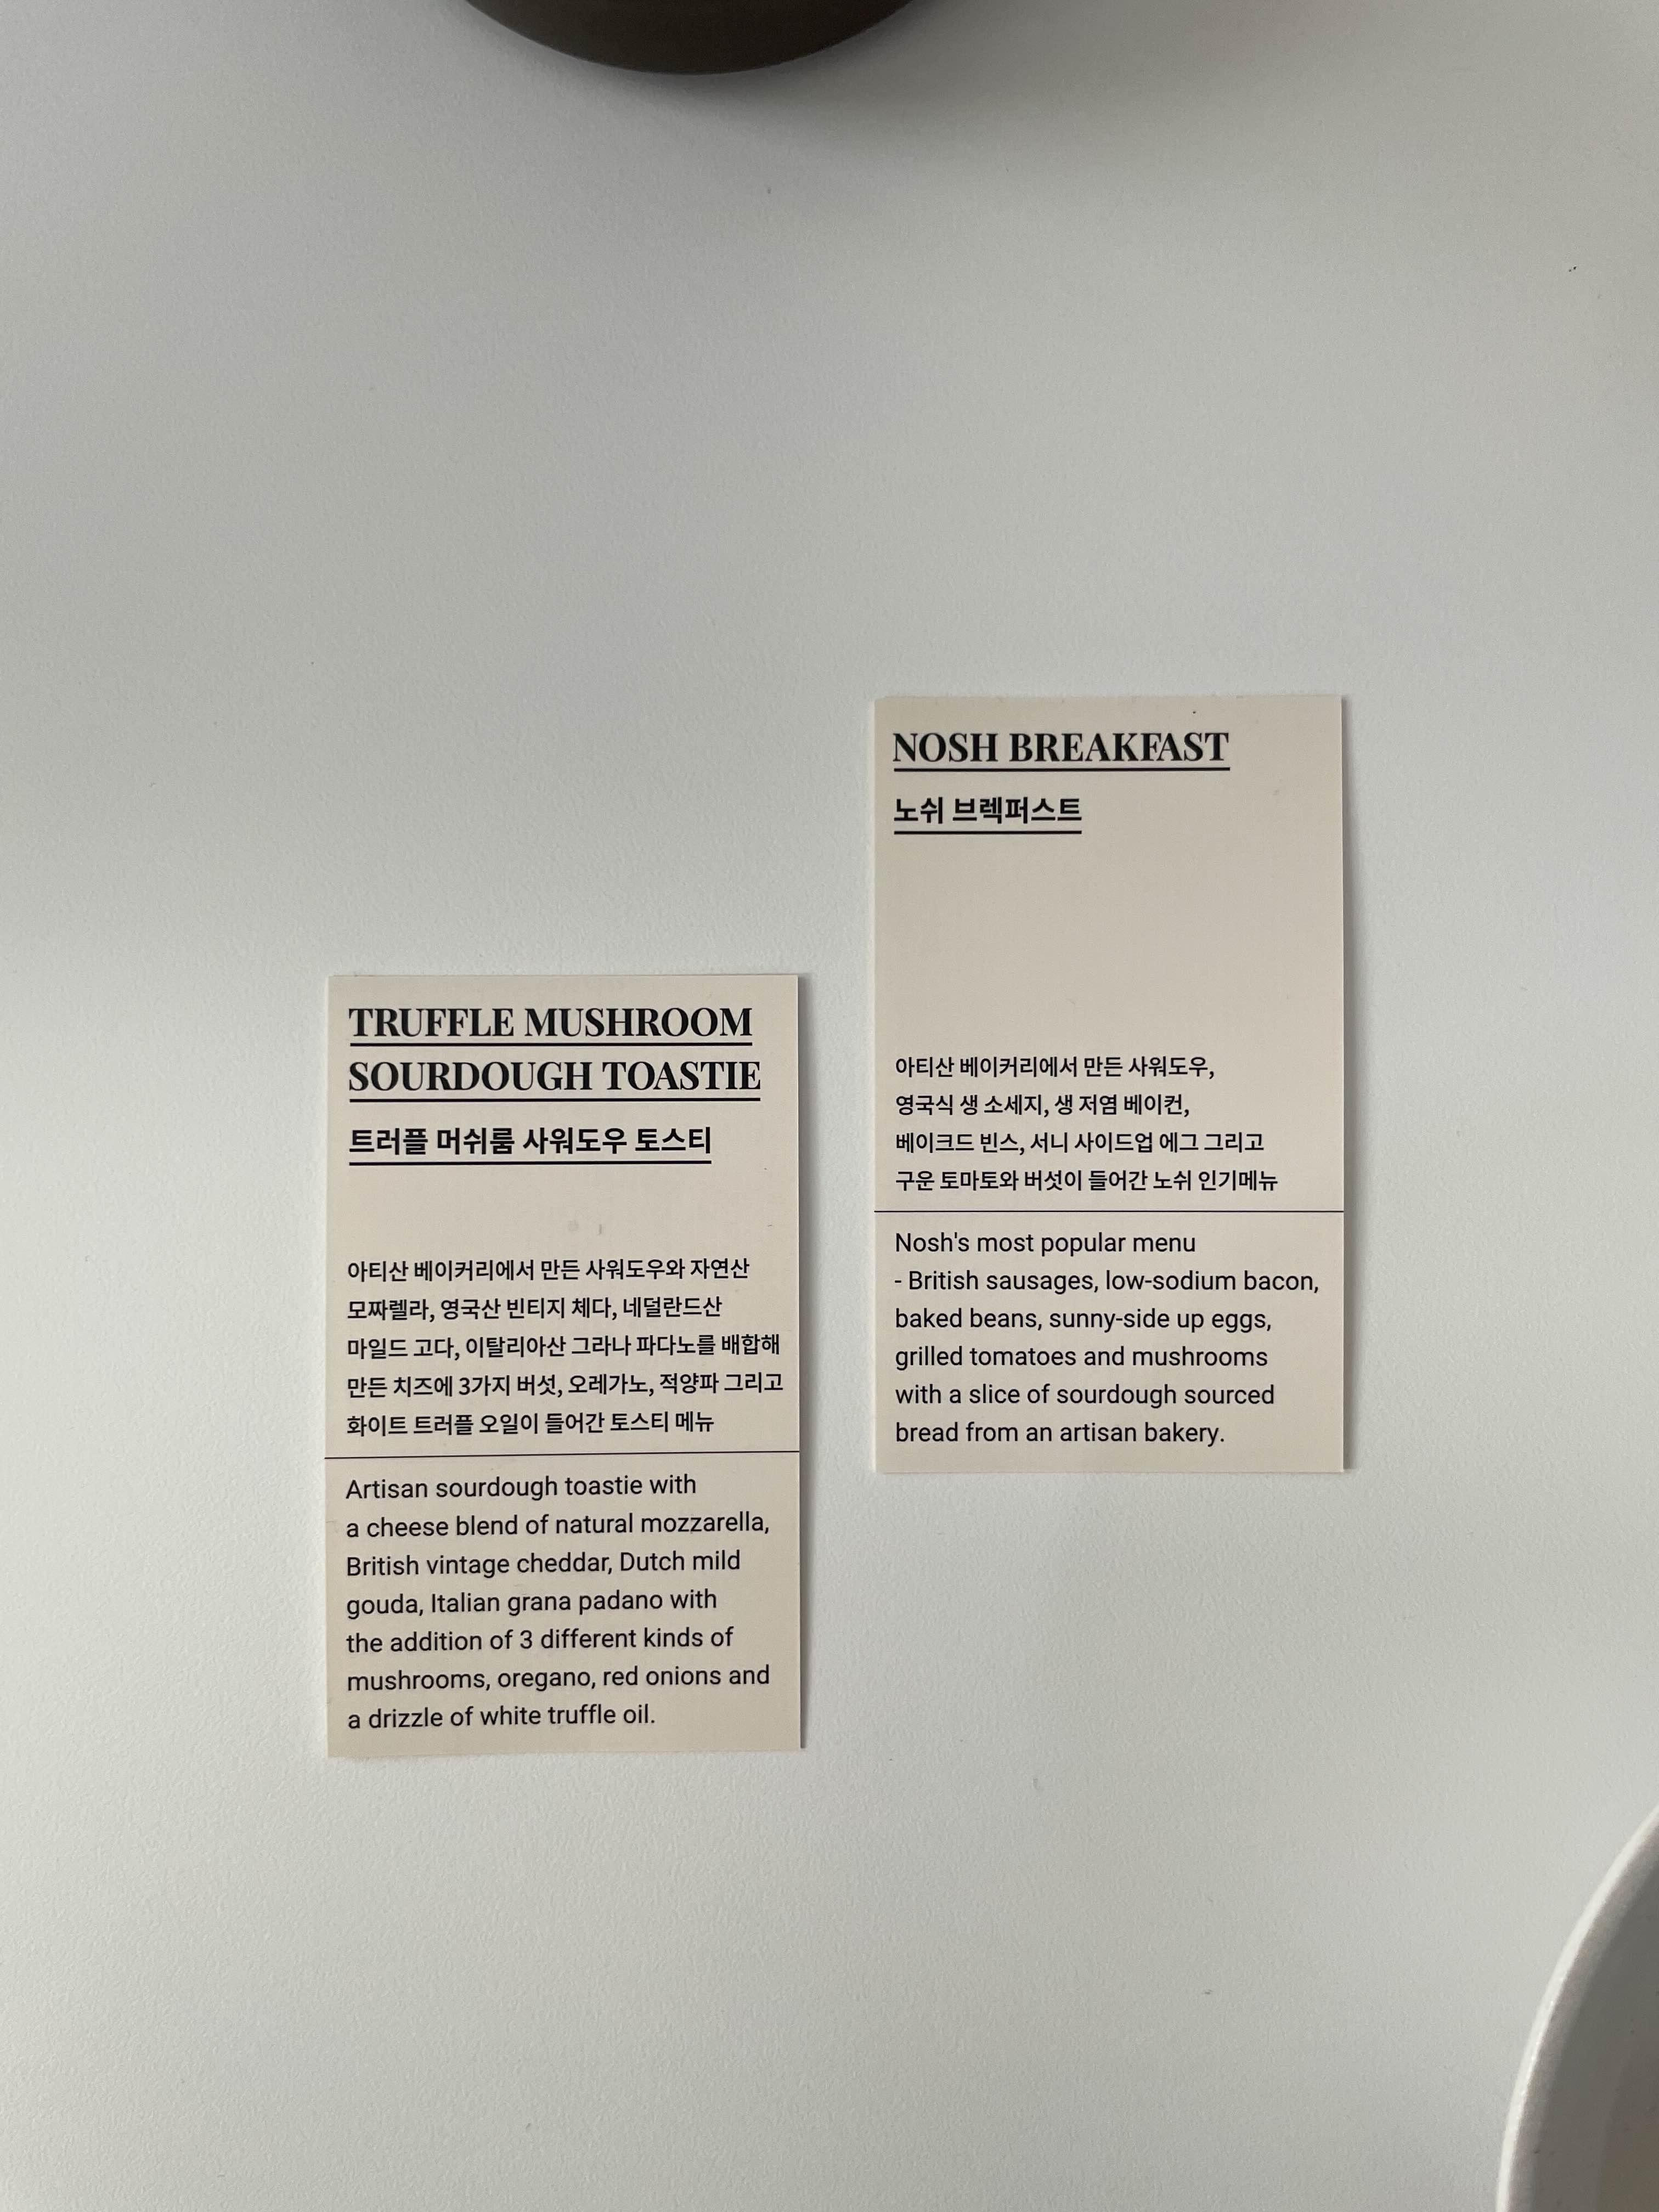 TRUFFLE MUSHROOM
SOURDOUGH TOASTIE
트러플 머쉬룸 사워도우 토스티
아티산 베이커리에서 만든 사워도우와 자연산
모짜렐라, 영국산 빈티지 체다, 네덜란드산
마일드 고다, 이탈리아산 그라나 파다노를 배합해
만든 치즈에 3가지 버섯, 오레가노, 적양파 그리고
화이트 트러플 오일이 들어간 토스티 메뉴
Artisan sourdough toastie with
a cheese blend of natural mozzarella,
British vintage cheddar, Dutch mild
gouda, Italian grana padano with
the addition of 3 different kinds of
mushrooms, oregano, red onions and
a drizzle of white truffle oil.
NOSH BREAKFAST
노쉬 브렉퍼스트
아티산 베이커리에서 만든 사워도우,
영국식 생 소세지, 생 저염 베이컨,
베이크드 빈스, 서니 사이드업 에그 그리고
구운 토마토와 버섯이 들어간 노쉬 인기메뉴
Nosh's most popular menu
- British sausages, low-sodium bacon,
baked beans, sunny-side up eggs,
grilled tomatoes and mushrooms
with a slice of sourdough sourced
bread from an artisan bakery.